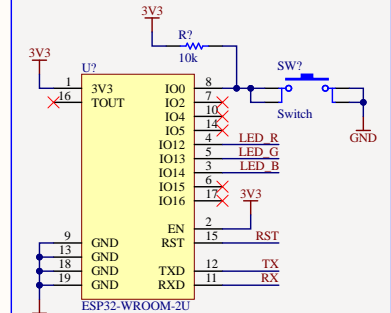 3V3
R?
3V3
10k
U?
SW?
1 3V3 IO0 8
16 TOUT IO2 7
IO4 10
IO5 14
Switch
IO12 4 LED_R
GND
IO13 5 LED_G
IO14 3 LED_B
IO15 6
IO16 17
3V3
EN 2
9 GND RST 15 RST
13 GND
18 GND TXD 12 TX
19 GND RXD 11 RX
ESP32-WROOM-2U